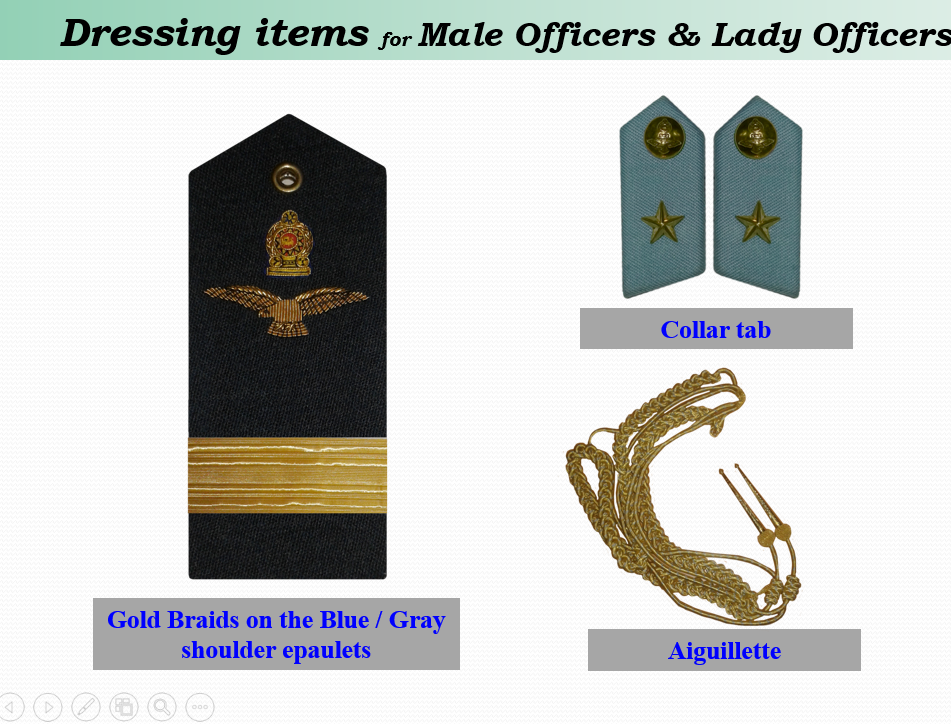 Dressing items for Male Officers & Lady Officers
Collar tab
Gold Braids on the Blue / Gray
shoulder epaulets
Aiguillette